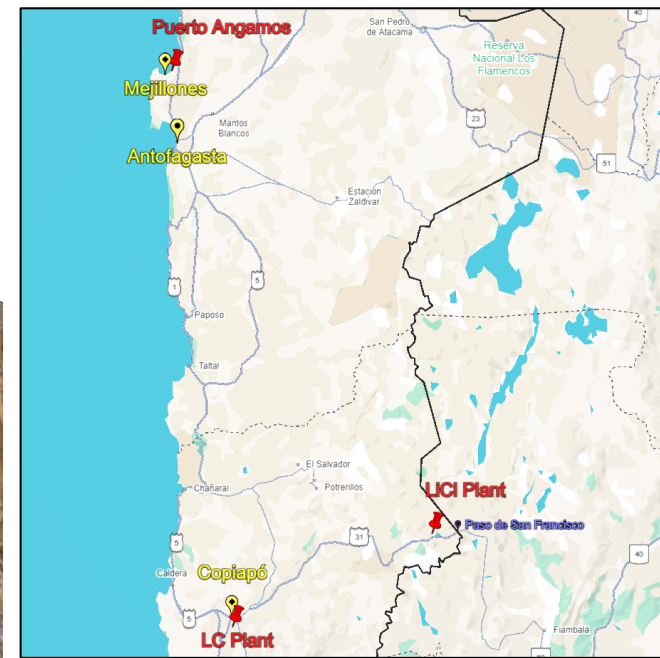 Puerto Angamos
San Pedro
de Atacama
40
Reserva
Nacional Los
Flamencos
Mejillones
Mantos
Blancos
23
Antofagasta
51
Estación
Zaldivar
5
1
Paposo
Taltal
El Salvador
LiCl Plant
Chañaral
Potrerillos
Paso de San Francisco
31
5
40
Caldera
Copiapó
5
LC Plant
Fiambalá